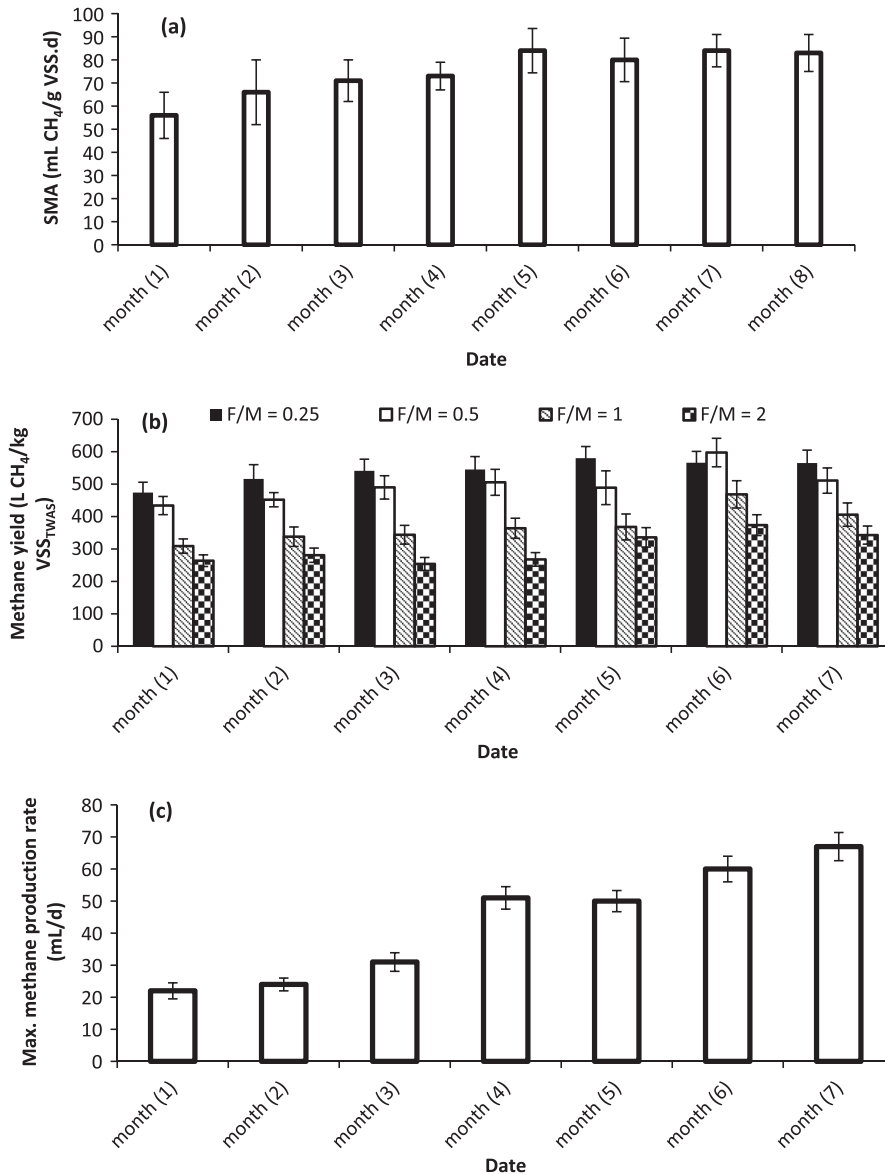 (a)
SMA (mL CH₄/g VSS.d)
100
90
80
70
60
50
40
30
20
10
0
month (1)
month (2)
month (3)
month (4)
month (5)
month (6)
month (7)
month (8)
Date
(b)
F/M = 0.25
F/M = 0.5
F/M = 1
F/M = 2
Methane yield (L CH₄/kg
VSS_TWAS)
700
600
500
400
300
200
100
0
month (1)
month (2)
month (3)
month (4)
month (5)
month (6)
month (7)
Date
(c)
Max. methane production rate
(mL/d)
80
70
60
50
40
30
20
10
0
month (1)
month (2)
month (3)
month (4)
month (5)
month (6)
month (7)
Date